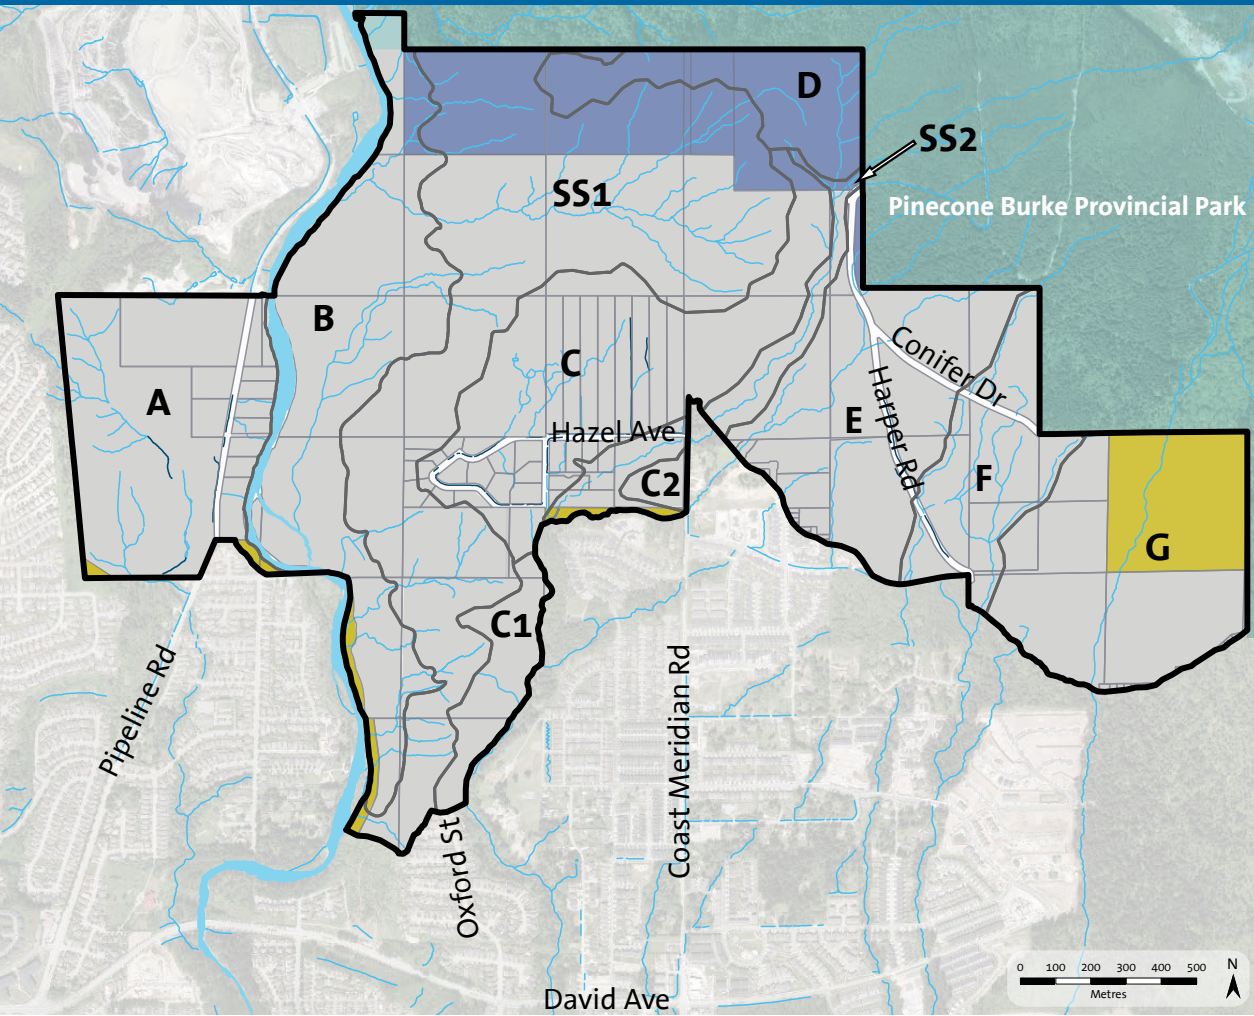 D
SS2
SS1
Pinecone Burke Provincial Park
B
Conifer Dr
C
A
Harper Rd
E
Hazel Ave
C2
F
G
C1
Pipeline Rd
Coast Meridian Rd
Oxford St
0 100 200 300 400 500
Metres
N
David Ave